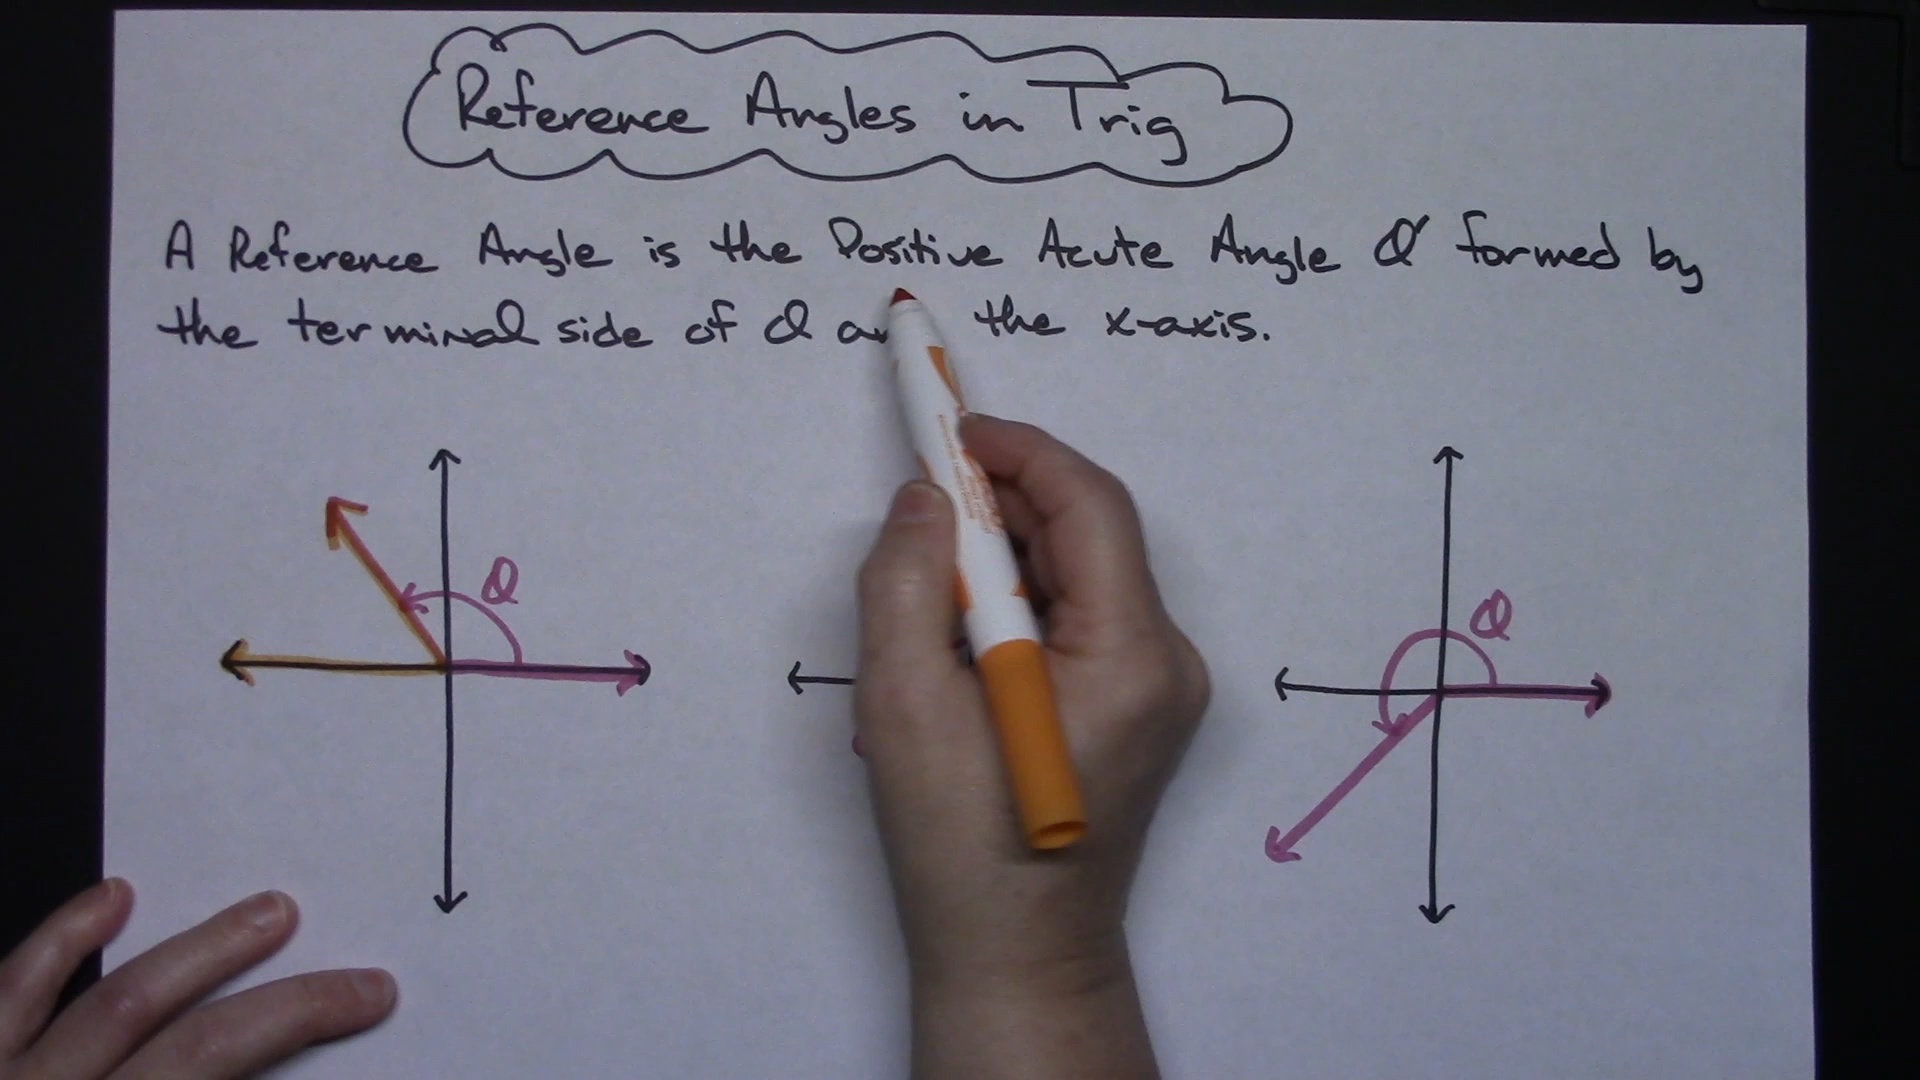 Reference Angles in Trig
A Reference Angle is the Positive Acute Angle θ' formed by
the terminal side of θ the x-axis.
θ
θ